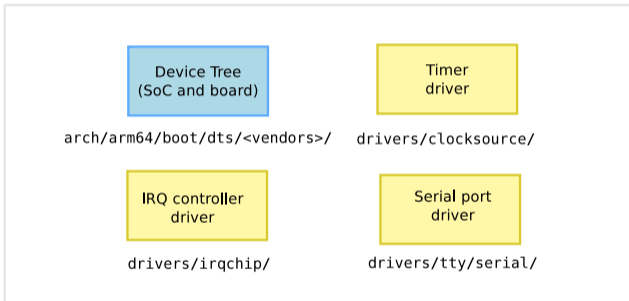 Device Tree
(SoC and board)
arch/arm64/boot/dts/<vendors>/
Timer
driver
drivers/clocksource/
IRQ controller
driver
drivers/irqchip/
Serial port
driver
drivers/tty/serial/